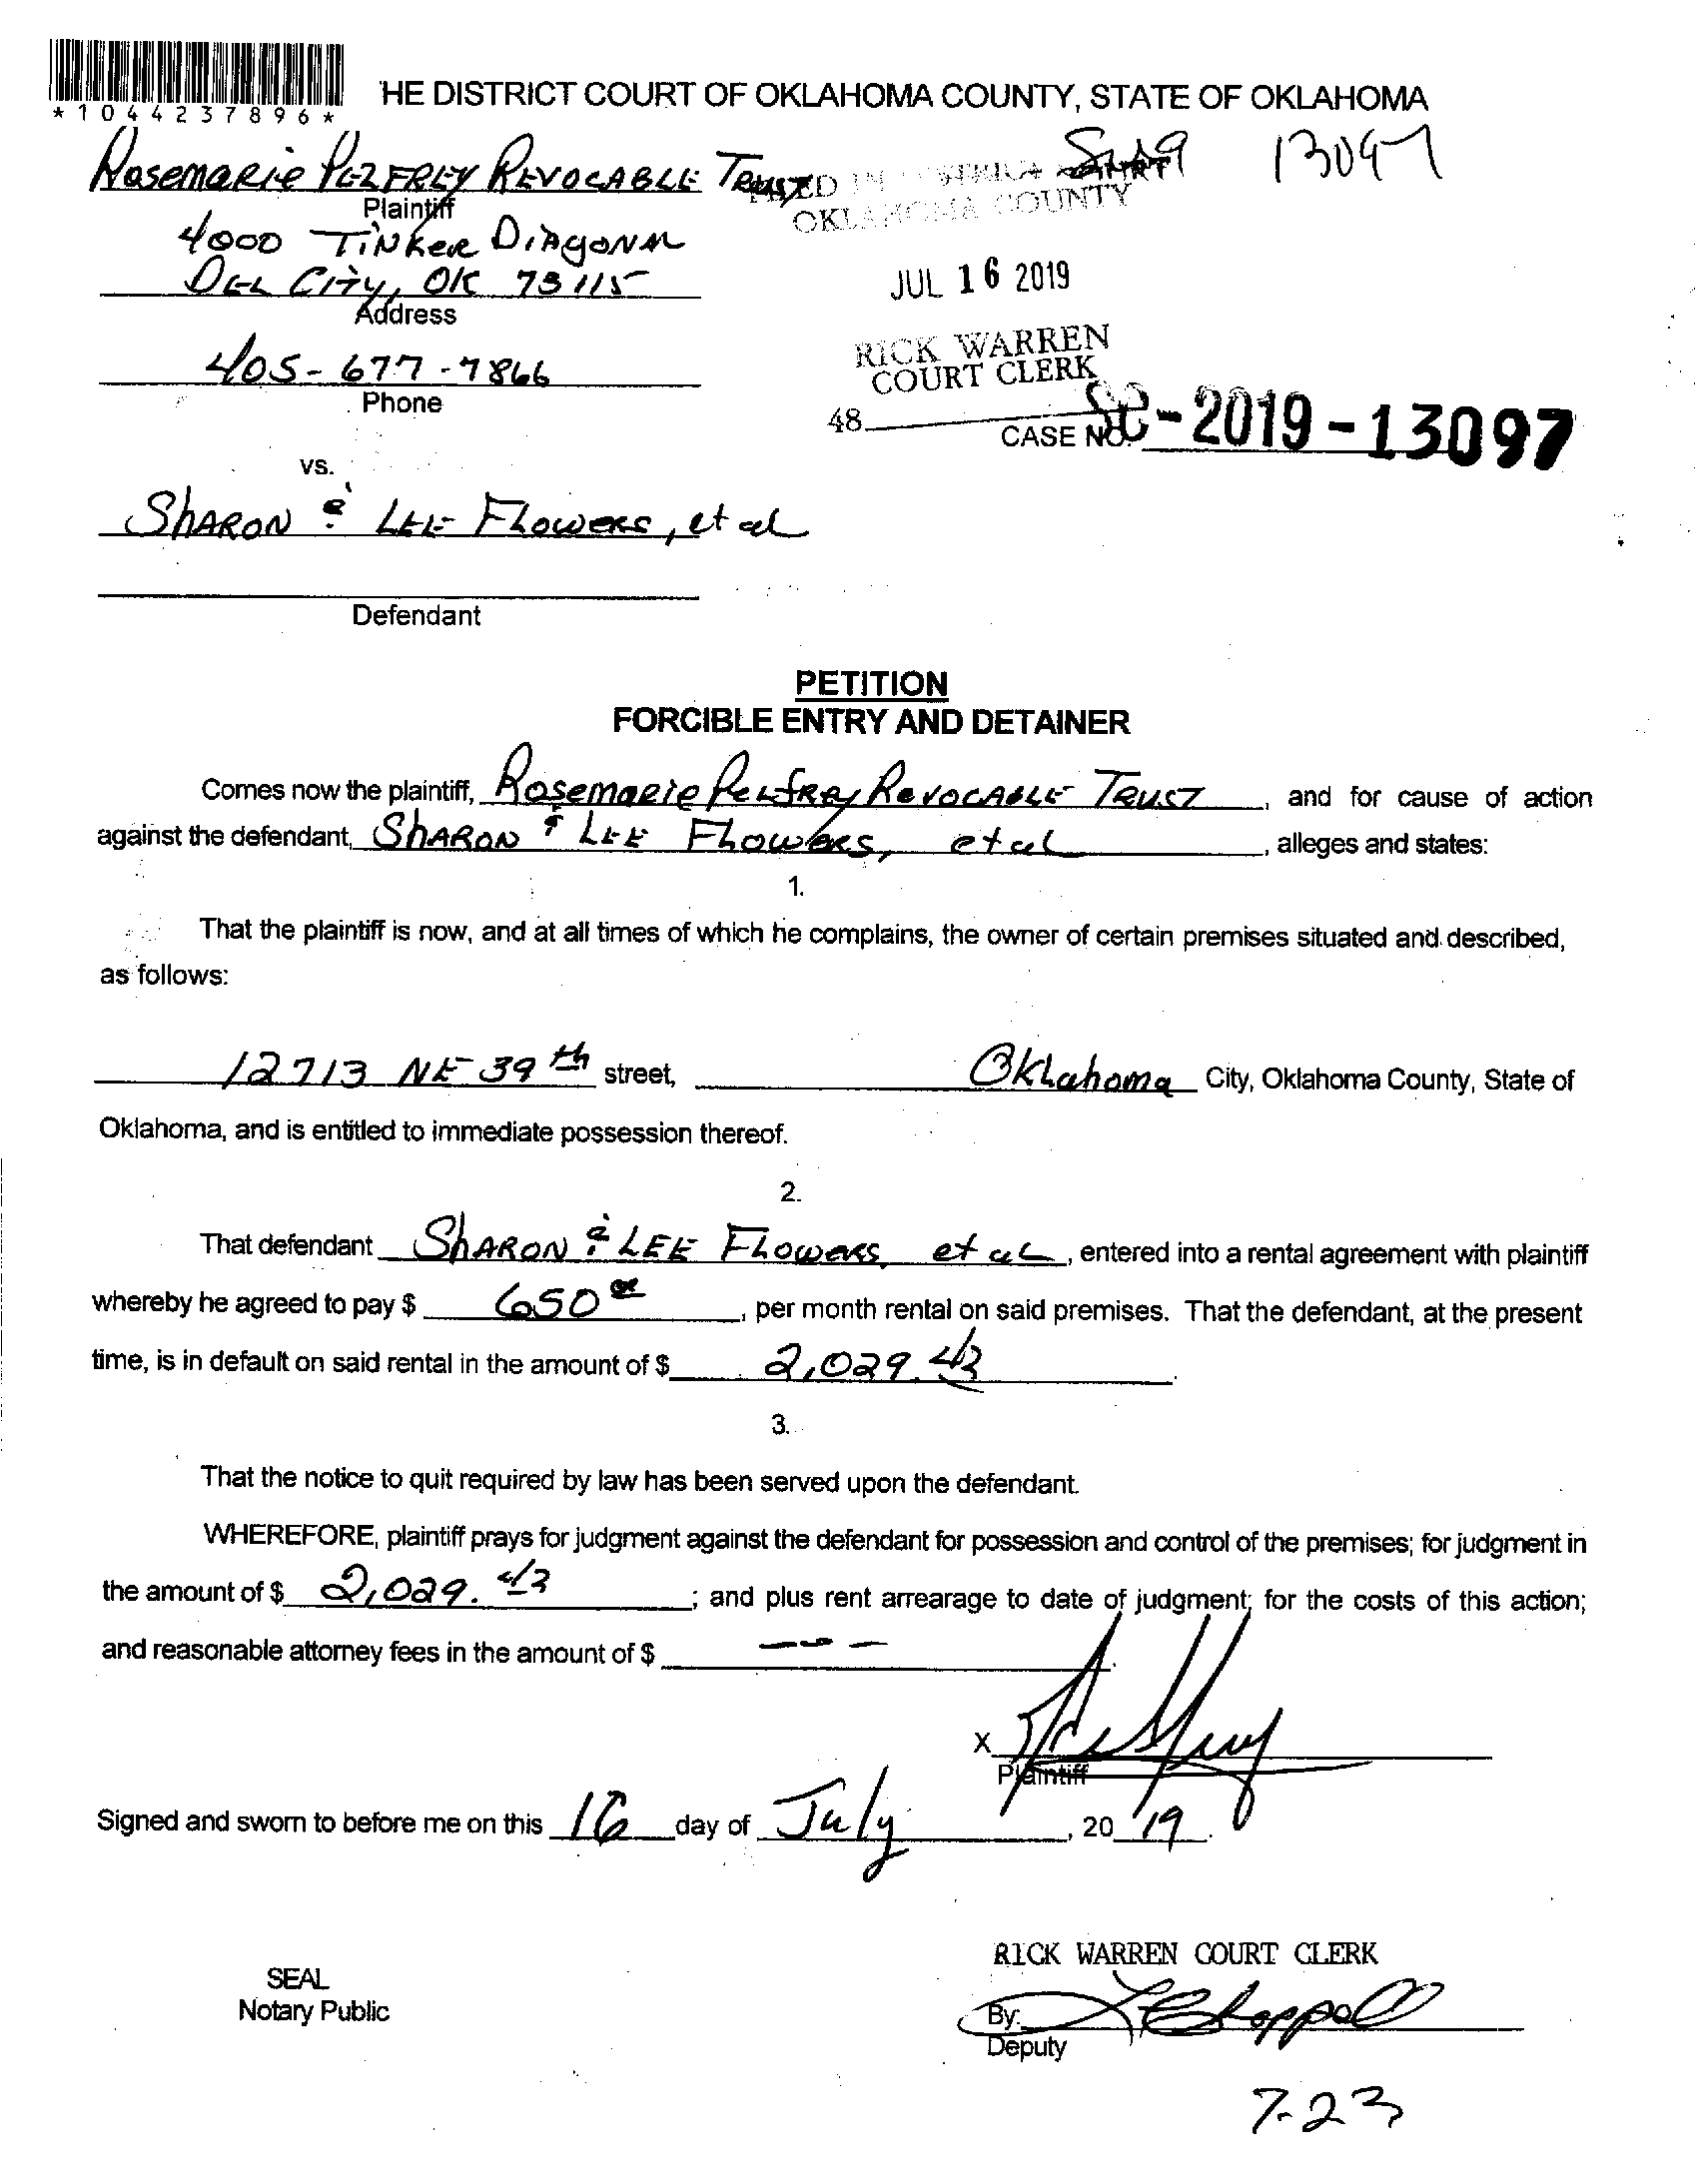 *1044237896*
HE DISTRICT COURT OF OKLAHOMA COUNTY, STATE OF OKLAHOMA
Rosemarie Pelfrey Revocable Trust
13097
FILED IN DISTRICT COURT
OKLAHOMA COUNTY
Plaintiff
4000 Tinker Diagonal
Del City, OK 73115
Address
JUL 16 2019
405-677-7866
Phone
RICK WARREN
COURT CLERK
48
CASE NO. SC-2019-13097
vs.
Sharon & Lee Flowers, et al
Defendant
PETITION
FORCIBLE ENTRY AND DETAINER
Comes now the plaintiff, Rosemarie Pelfrey Revocable Trust, and for cause of action
against the defendant, Sharon & Lee Flowers, et al, alleges and states:
1.
That the plaintiff is now, and at all times of which he complains, the owner of certain premises situated and described,
as follows:
12713 NE 39th street, Oklahoma City, Oklahoma County, State of
Oklahoma, and is entitled to immediate possession thereof.
2.
That defendant Sharon & Lee Flowers et al, entered into a rental agreement with plaintiff
whereby he agreed to pay $ 650, per month rental on said premises. That the defendant, at the present
time, is in default on said rental in the amount of $ 2,029.43.
3.
That the notice to quit required by law has been served upon the defendant.
WHEREFORE, plaintiff prays for judgment against the defendant for possession and control of the premises; for judgment in
the amount of $ 2,029.43; and plus rent arrearage to date of judgment; for the costs of this action;
and reasonable attorney fees in the amount of $ ---.
X
Plaintiff
Signed and sworn to before me on this 16 day of July, 2019.
SEAL
Notary Public
RICK WARREN COURT CLERK
By:
Deputy
7-23